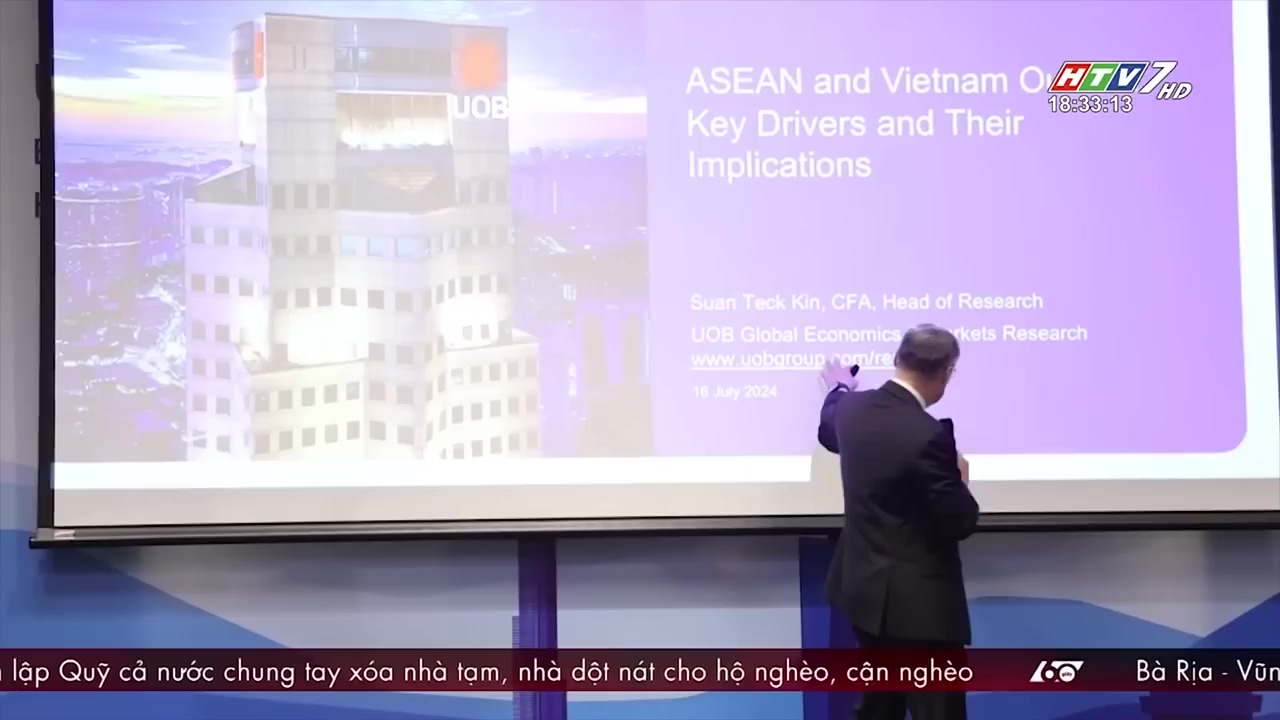 UOB
ASEAN and Vietnam
Key Drivers and Their
Implications
HTV7 HD
18:33:13
Suan Teck Kin, CFA, Head of Research
UOB Global Economics Research
www.uobgroup.com/re
16 July 2024
lập Quỹ cả nước chung tay xóa nhà tạm, nhà dột nát cho hộ nghèo, cận nghèo 60 giây Bà Rịa -